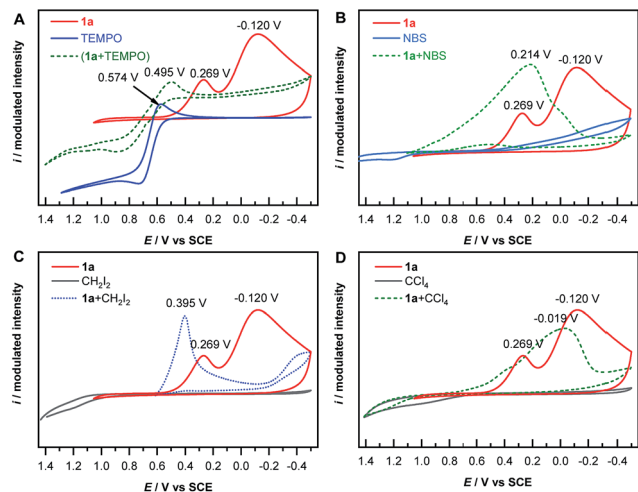 A
1a
TEMPO
(1a+TEMPO)
-0.120 V
0.574 V
0.495 V
0.269 V
i / modulated intensity
1.4 1.2 1.0 0.8 0.6 0.4 0.2 0.0 -0.2 -0.4
E / V vs SCE
B
1a
NBS
1a+NBS
0.214 V
-0.120 V
0.269 V
i / modulated intensity
1.4 1.2 1.0 0.8 0.6 0.4 0.2 0.0 -0.2 -0.4
E / V vs SCE
C
1a
CH₂I₂
1a+CH₂I₂
-0.120 V
0.395 V
0.269 V
i / modulated intensity
1.4 1.2 1.0 0.8 0.6 0.4 0.2 0.0 -0.2 -0.4
E / V vs SCE
D
1a
CCl₄
1a+CCl₄
-0.120 V
-0.019 V
0.269 V
i / modulated intensity
1.4 1.2 1.0 0.8 0.6 0.4 0.2 0.0 -0.2 -0.4
E / V vs SCE